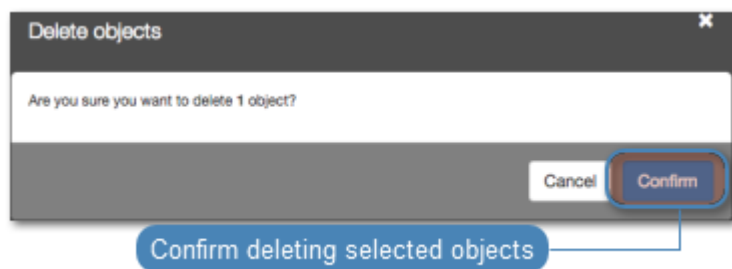 Delete objects
Are you sure you want to delete 1 object?
Cancel Confirm
Confirm deleting selected objects